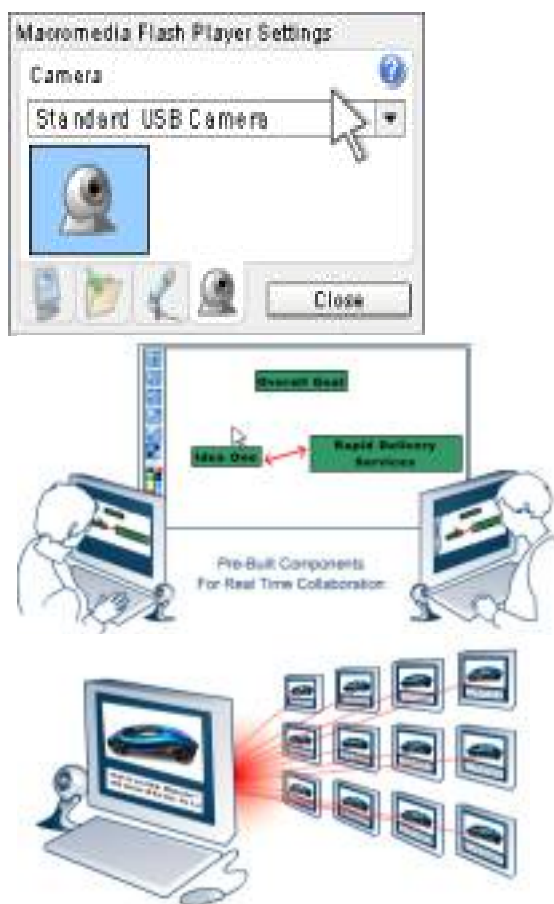 Macromedia Flash Player Settings
Camera
?
Standard USB Camera
Close
Overall Goal
Idea One
Rapid Delivery
Services
Pre-Built Components
For Real Time Collaboration